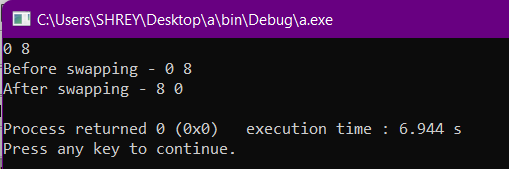 C:\Users\SHREY\Desktop\a\bin\Debug\a.exe
0 8
Before swapping - 0 8
After swapping - 8 0
Process returned 0 (0x0)   execution time : 6.944 s
Press any key to continue.